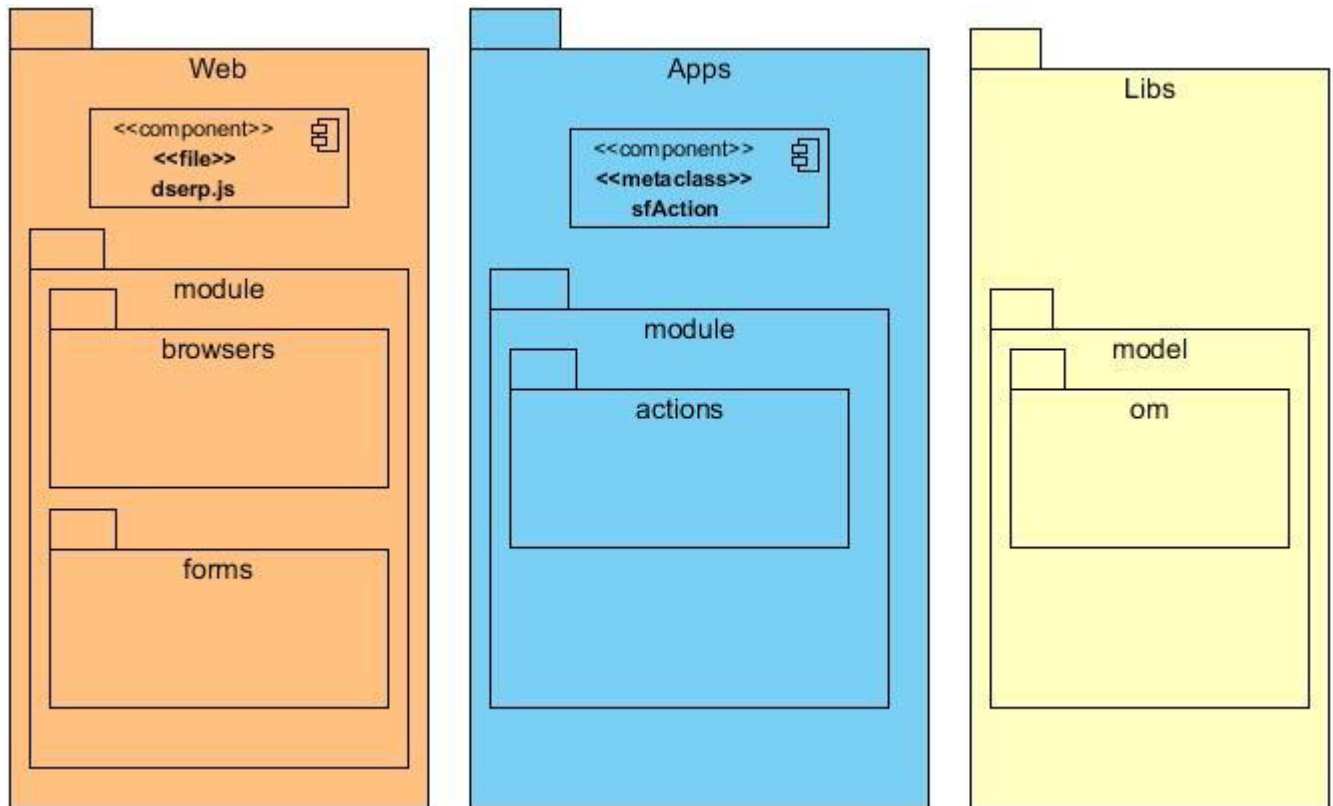 Web
<<component>>
<<file>>
dserp.js
module
browsers
forms
Apps
<<component>>
<<metaclass>>
sfAction
module
actions
Libs
model
om